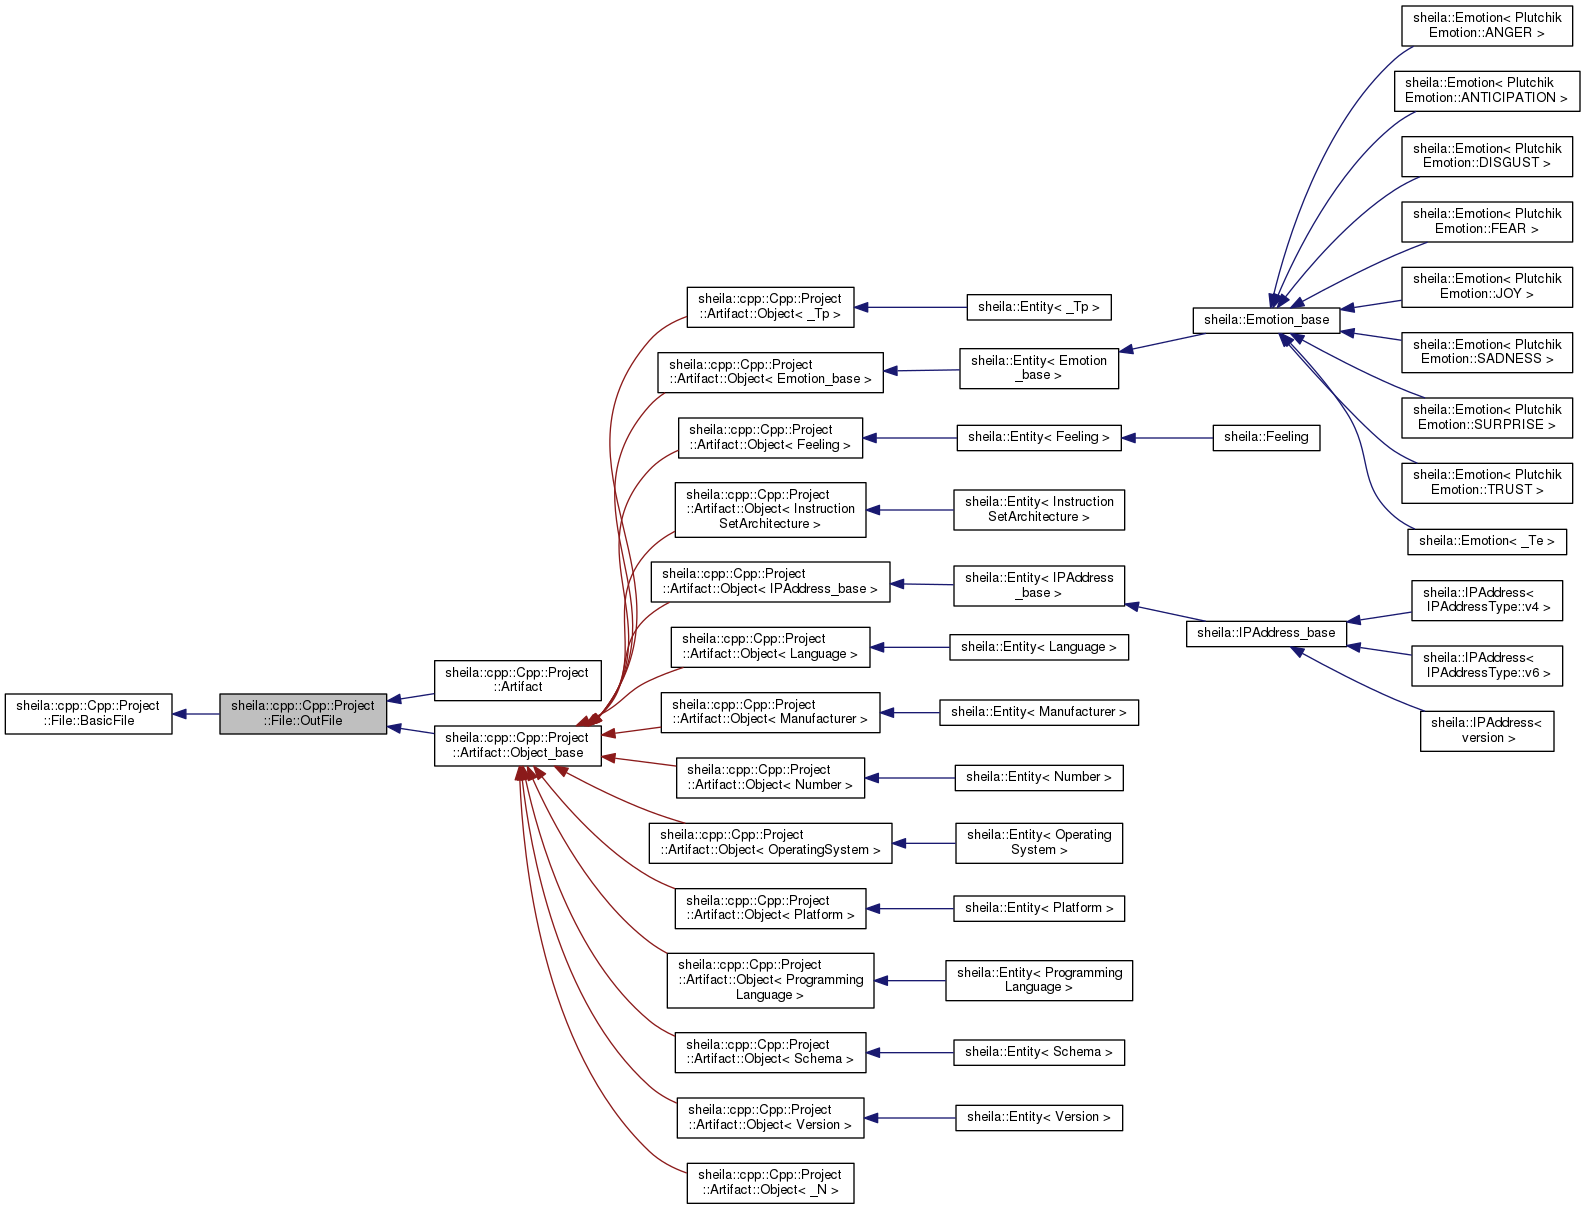 sheila::cpp::Cpp::Project
::File::BasicFile
sheila::cpp::Cpp::Project
::File::OutFile
sheila::cpp::Cpp::Project
::Artifact
sheila::cpp::Cpp::Project
::Artifact::Object_base
sheila::cpp::Cpp::Project
::Artifact::Object< _Tp >
sheila::cpp::Cpp::Project
::Artifact::Object< Emotion_base >
sheila::cpp::Cpp::Project
::Artifact::Object< Feeling >
sheila::cpp::Cpp::Project
::Artifact::Object< Instruction
SetArchitecture >
sheila::cpp::Cpp::Project
::Artifact::Object< IPAddress_base >
sheila::cpp::Cpp::Project
::Artifact::Object< Language >
sheila::cpp::Cpp::Project
::Artifact::Object< Manufacturer >
sheila::cpp::Cpp::Project
::Artifact::Object< Number >
sheila::cpp::Cpp::Project
::Artifact::Object< OperatingSystem >
sheila::cpp::Cpp::Project
::Artifact::Object< Platform >
sheila::cpp::Cpp::Project
::Artifact::Object< Programming
Language >
sheila::cpp::Cpp::Project
::Artifact::Object< Schema >
sheila::cpp::Cpp::Project
::Artifact::Object< Version >
sheila::cpp::Cpp::Project
::Artifact::Object< _N >
sheila::Entity< _Tp >
sheila::Entity< Emotion
_base >
sheila::Entity< Feeling >
sheila::Entity< Instruction
SetArchitecture >
sheila::Entity< IPAddress
_base >
sheila::Entity< Language >
sheila::Entity< Manufacturer >
sheila::Entity< Number >
sheila::Entity< Operating
System >
sheila::Entity< Platform >
sheila::Entity< Programming
Language >
sheila::Entity< Schema >
sheila::Entity< Version >
sheila::Emotion_base
sheila::Feeling
sheila::IPAddress_base
sheila::Emotion< Plutchik
Emotion::ANGER >
sheila::Emotion< Plutchik
Emotion::ANTICIPATION >
sheila::Emotion< Plutchik
Emotion::DISGUST >
sheila::Emotion< Plutchik
Emotion::FEAR >
sheila::Emotion< Plutchik
Emotion::JOY >
sheila::Emotion< Plutchik
Emotion::SADNESS >
sheila::Emotion< Plutchik
Emotion::SURPRISE >
sheila::Emotion< Plutchik
Emotion::TRUST >
sheila::Emotion< _Te >
sheila::IPAddress<
IPAddressType::v4 >
sheila::IPAddress<
IPAddressType::v6 >
sheila::IPAddress<
version >